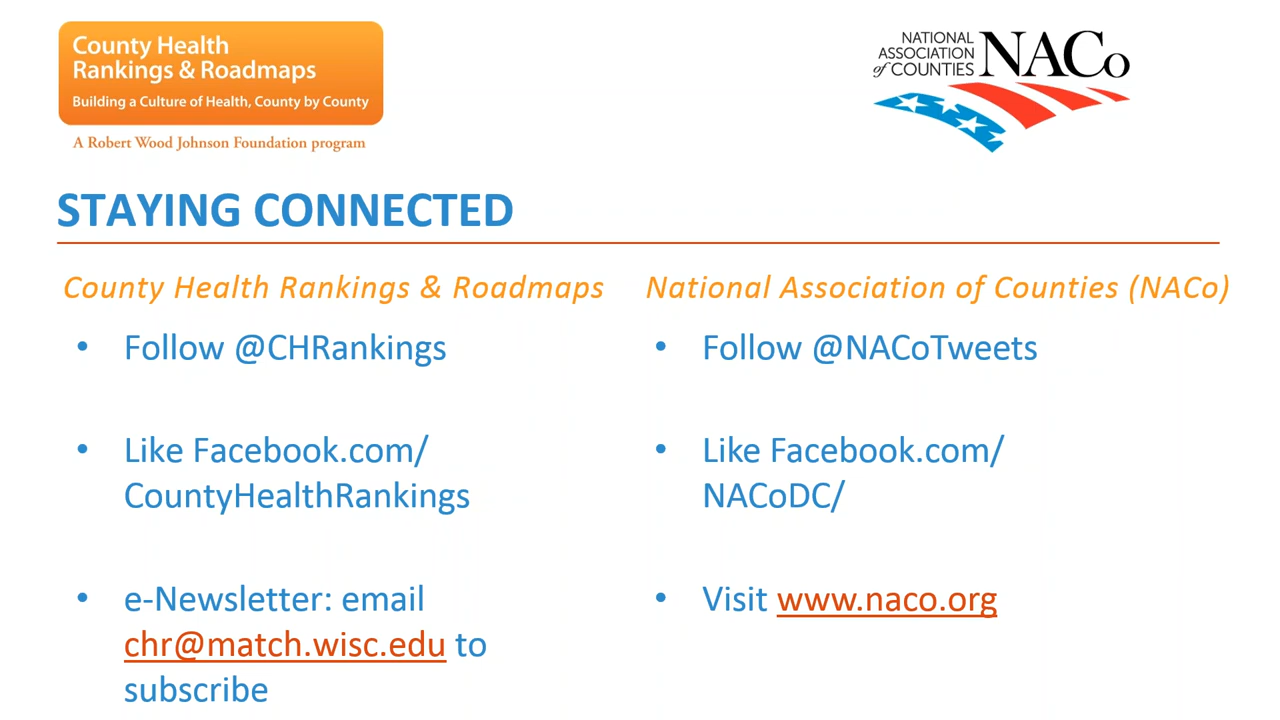 County Health
Rankings & Roadmaps
Building a Culture of Health, County by County
A Robert Wood Johnson Foundation program
NATIONAL
ASSOCIATION
of COUNTIES
NACo
STAYING CONNECTED
County Health Rankings & Roadmaps
• Follow @CHRankings
• Like Facebook.com/
CountyHealthRankings
• e-Newsletter: email
chr@match.wisc.edu to
subscribe
National Association of Counties (NACo)
• Follow @NACoTweets
• Like Facebook.com/
NACoDC/
• Visit www.naco.org